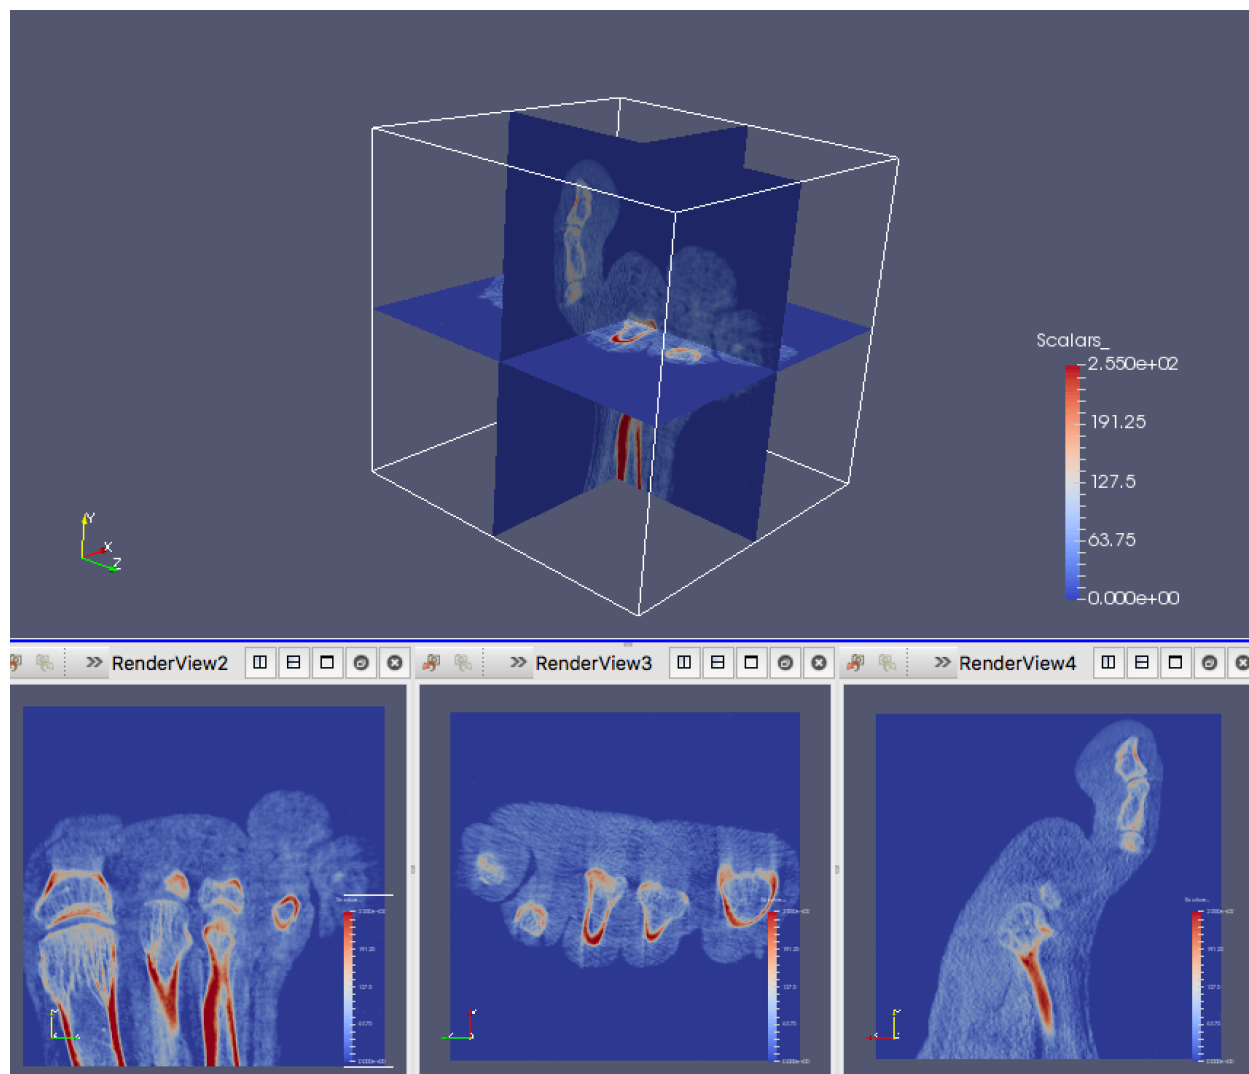 Scalars_
2.550e+02
191.25
127.5
63.75
0.000e+00
Y
X
Z
RenderView2
RenderView3
RenderView4